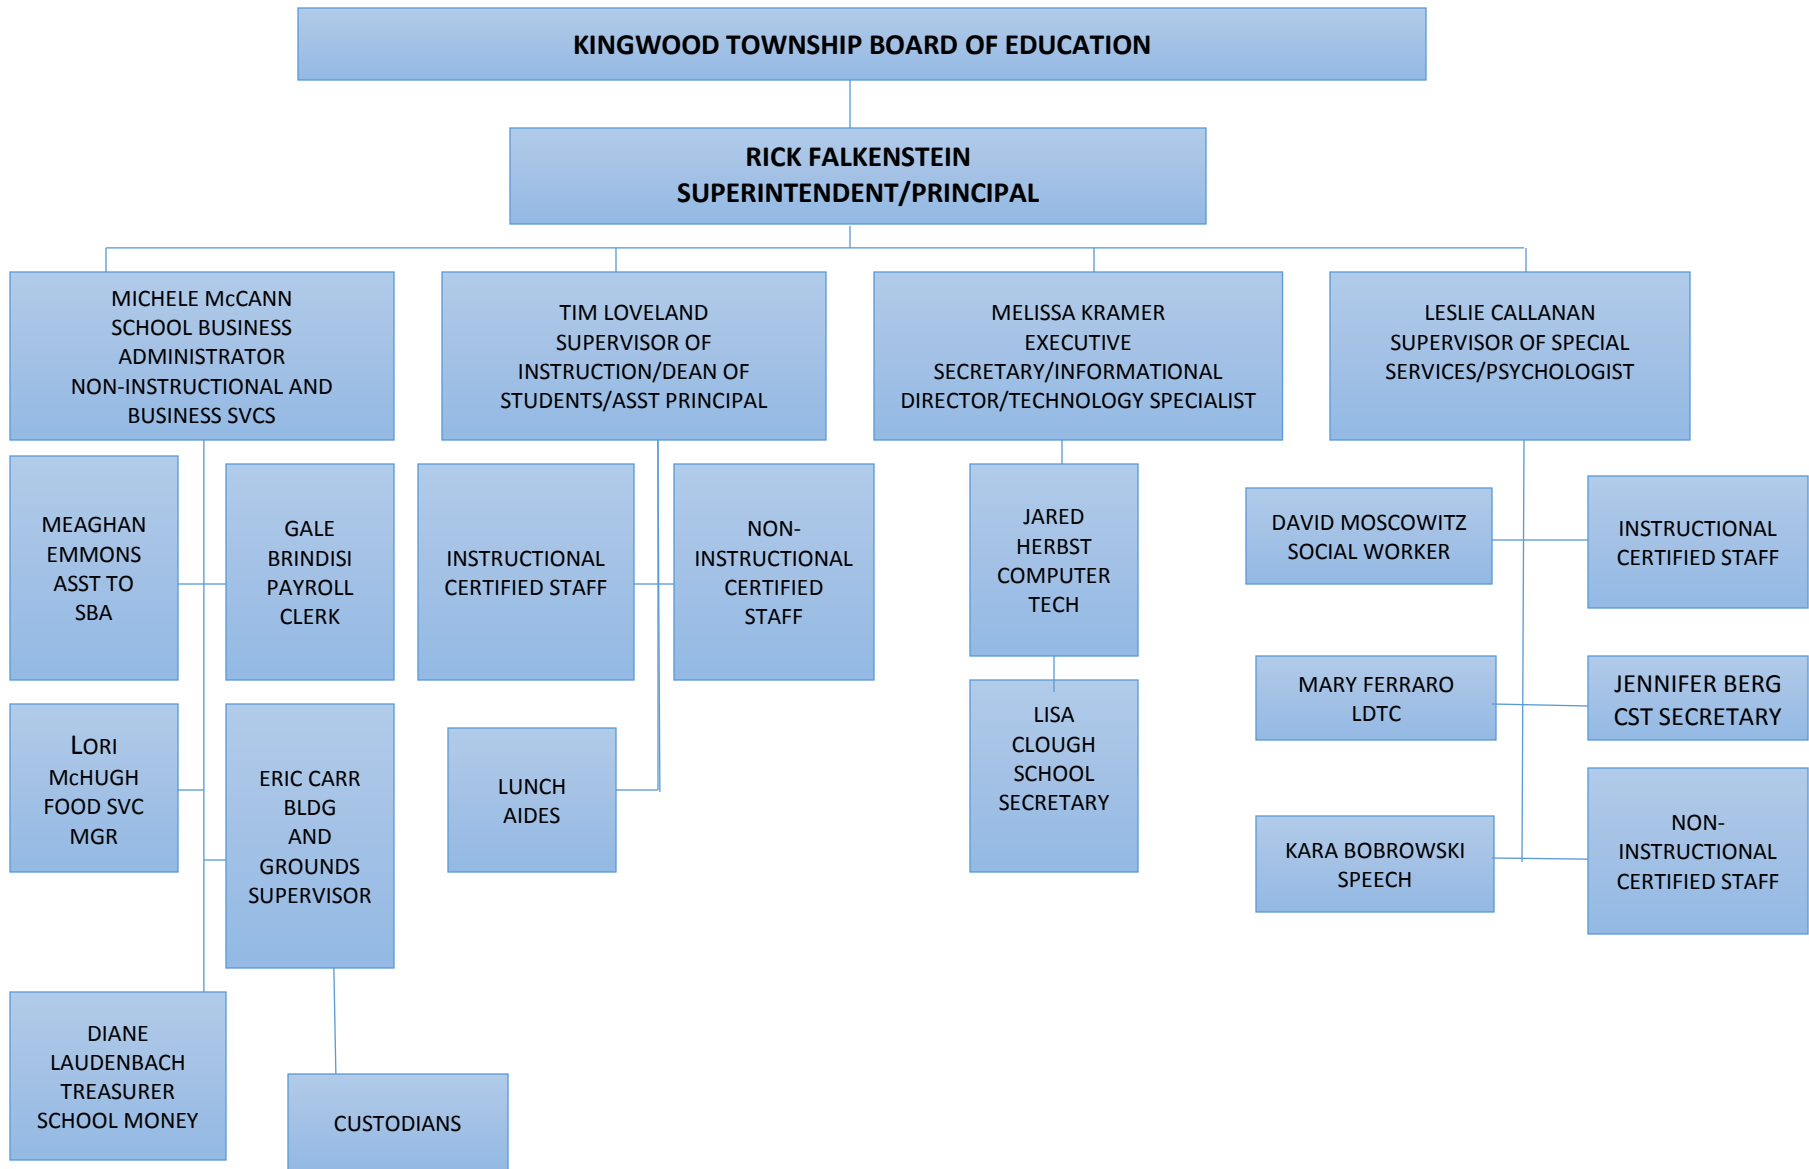 KINGWOOD TOWNSHIP BOARD OF EDUCATION
RICK FALKENSTEIN
SUPERINTENDENT/PRINCIPAL
MICHELE McCANN
SCHOOL BUSINESS
ADMINISTRATOR
NON-INSTRUCTIONAL AND
BUSINESS SVCS
TIM LOVELAND
SUPERVISOR OF
INSTRUCTION/DEAN OF
STUDENTS/ASST PRINCIPAL
MELISSA KRAMER
EXECUTIVE
SECRETARY/INFORMATIONAL
DIRECTOR/TECHNOLOGY SPECIALIST
LESLIE CALLANAN
SUPERVISOR OF SPECIAL
SERVICES/PSYCHOLOGIST
MEAGHAN
EMMONS
ASST TO
SBA
GALE
BRINDISI
PAYROLL
CLERK
INSTRUCTIONAL
CERTIFIED STAFF
NON-
INSTRUCTIONAL
CERTIFIED
STAFF
JARED
HERBST
COMPUTER
TECH
DAVID MOSCOWITZ
SOCIAL WORKER
INSTRUCTIONAL
CERTIFIED STAFF
LORI
McHUGH
FOOD SVC
MGR
ERIC CARR
BLDG
AND
GROUNDS
SUPERVISOR
LUNCH
AIDES
LISA
CLOUGH
SCHOOL
SECRETARY
MARY FERRARO
LDTC
JENNIFER BERG
CST SECRETARY
KARA BOBROWSKI
SPEECH
NON-
INSTRUCTIONAL
CERTIFIED STAFF
DIANE
LAUDENBACH
TREASURER
SCHOOL MONEY
CUSTODIANS